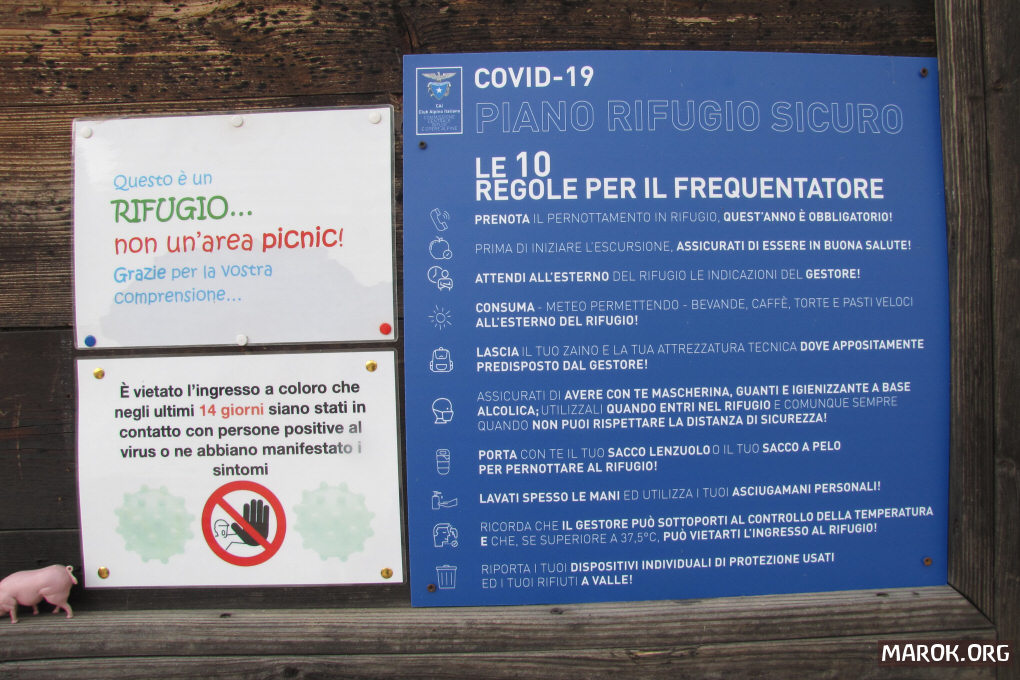 Questo è un
RIFUGIO...
non un'area picnic!
Grazie per la vostra
comprensione...
È vietato l'ingresso a coloro che
negli ultimi 14 giorni siano stati in
contatto con persone positive al
virus o ne abbiano manifestato i
sintomi
CAI
Club Alpino Italiano
COVID-19
PIANO RIFUGIO SICURO
LE 10
REGOLE PER IL FREQUENTATORE
PRENOTA IL PERNOTTAMENTO IN RIFUGIO, QUEST'ANNO È OBBLIGATORIO!
PRIMA DI INIZIARE L'ESCURSIONE, ASSICURATI DI ESSERE IN BUONA SALUTE!
ATTENDI ALL'ESTERNO DEL RIFUGIO LE INDICAZIONI DEL GESTORE!
CONSUMA - METEO PERMETTENDO - BEVANDE, CAFFÈ, TORTE E PASTI VELOCI
ALL'ESTERNO DEL RIFUGIO!
LASCIA IL TUO ZAINO E LA TUA ATTREZZATURA TECNICA DOVE APPOSITAMENTE
PREDISPOSTO DAL GESTORE!
ASSICURATI DI AVERE CON TE MASCHERINA, GUANTI E IGIENIZZANTE A BASE
ALCOLICA; UTILIZZALI QUANDO ENTRI NEL RIFUGIO E COMUNQUE SEMPRE
QUANDO NON PUOI RISPETTARE LA DISTANZA DI SICUREZZA!
PORTA CON TE IL TUO SACCO LENZUOLO O IL TUO SACCO A PELO
PER PERNOTTARE AL RIFUGIO!
LAVATI SPESSO LE MANI ED UTILIZZA I TUOI ASCIUGAMANI PERSONALI!
RICORDA CHE IL GESTORE PUÒ SOTTOPORTI AL CONTROLLO DELLA TEMPERATURA
E CHE, SE SUPERIORE A 37,5°C, PUÒ VIETARTI L'INGRESSO AL RIFUGIO!
RIPORTA I TUOI DISPOSITIVI INDIVIDUALI DI PROTEZIONE USATI
ED I TUOI RIFIUTI A VALLE!
MAROK.ORG